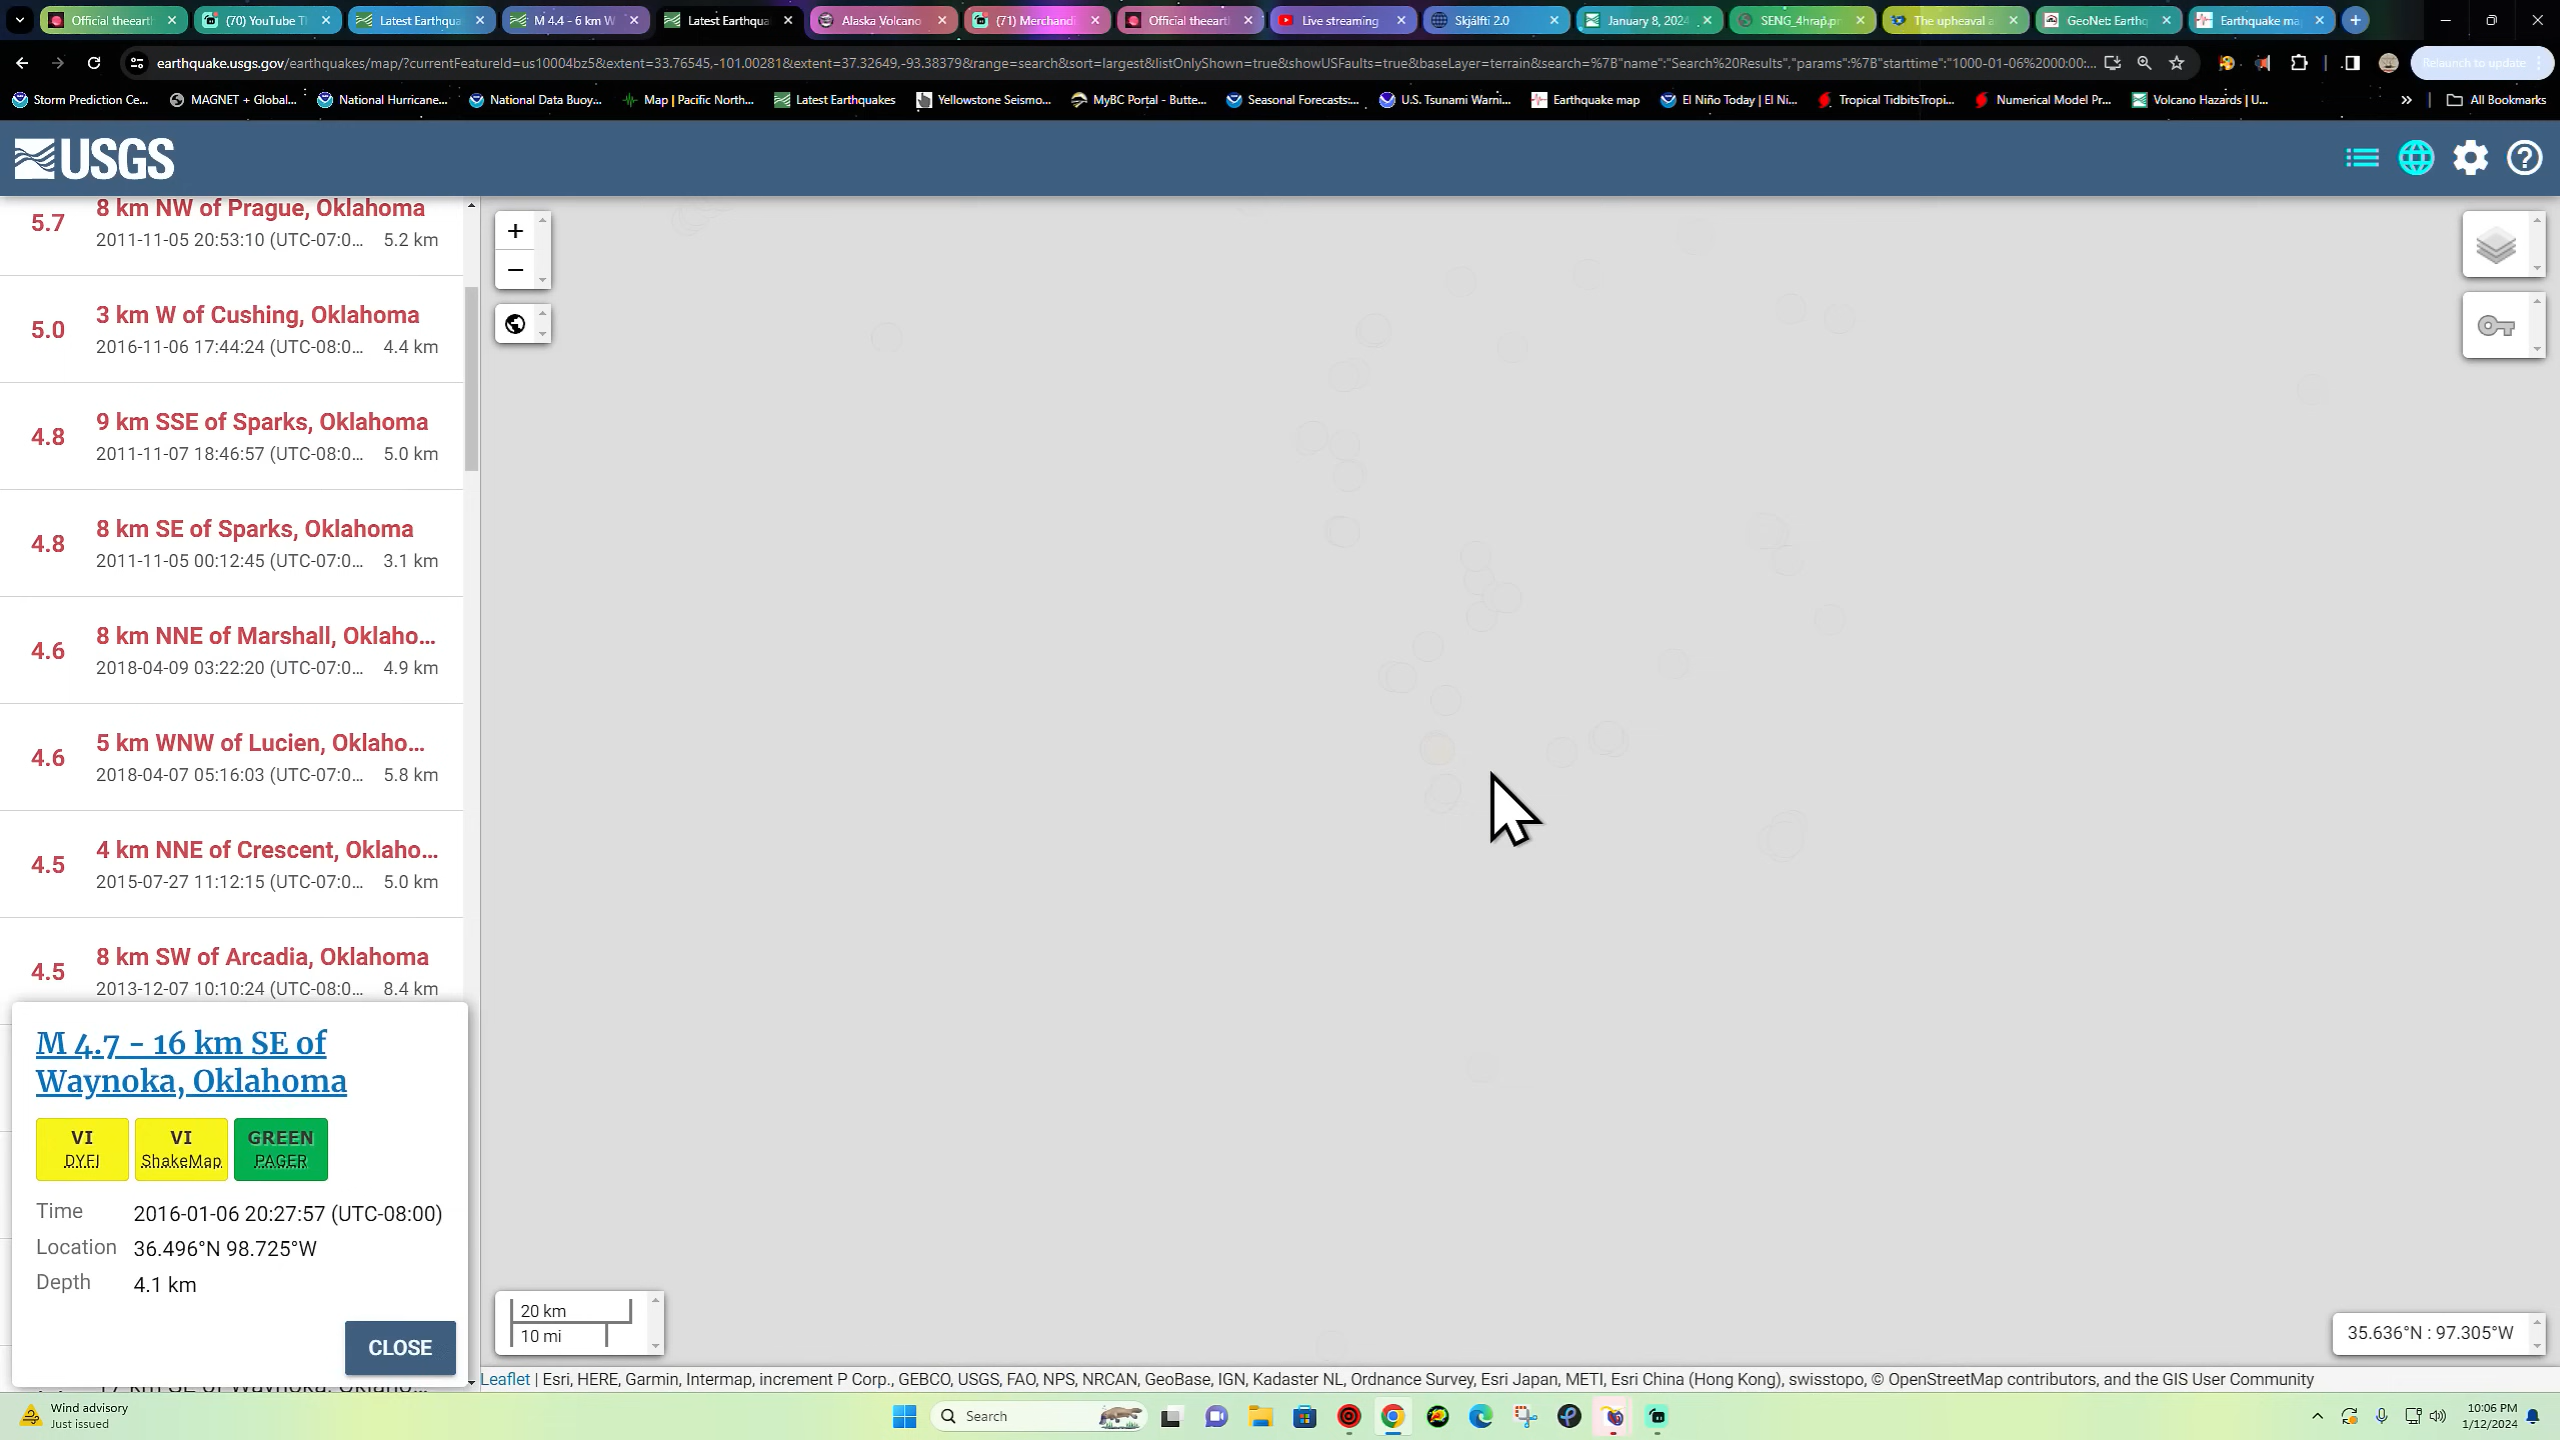 Official theearth
(70) YouTube T
Latest Earthqua
M 4.4 - 6 km W
Latest Earthqua
Alaska Volcano
(71) Merchandi
Official theearth
Live streaming
Skjálfti 2.0
January 8, 2024
SENG_4hrap.pn
The upheaval a
GeoNet: Earthq
Earthquake ma
earthquake.usgs.gov/earthquakes/map/?currentFeatureId=us10004bz5&extent=33.76545,-101.00281&extent=37.32649,-93.38379&range=search&sort=largest&listOnlyShown=true&showUSFaults=true&baseLayer=terrain&search=%7B"name":"Search%20Results","params":%7B"starttime":"1000-01-06%2000:00:...
Relaunch to update
Storm Prediction Ce...
MAGNET + Global...
National Hurricane...
National Data Buoy...
Map | Pacific North...
Latest Earthquakes
Yellowstone Seismo...
MyBC Portal - Butte...
Seasonal Forecasts:...
U.S. Tsunami Warni...
Earthquake map
El Niño Today | El Ni...
Tropical TidbitsTropi...
Numerical Model Pr...
Volcano Hazards | U...
All Bookmarks
USGS
5.7 8 km NW of Prague, Oklahoma
2011-11-05 20:53:10 (UTC-07:0... 5.2 km
5.0 3 km W of Cushing, Oklahoma
2016-11-06 17:44:24 (UTC-08:0... 4.4 km
4.8 9 km SSE of Sparks, Oklahoma
2011-11-07 18:46:57 (UTC-08:0... 5.0 km
4.8 8 km SE of Sparks, Oklahoma
2011-11-05 00:12:45 (UTC-07:0... 3.1 km
4.6 8 km NNE of Marshall, Oklaho...
2018-04-09 03:22:20 (UTC-07:0... 4.9 km
4.6 5 km WNW of Lucien, Oklaho...
2018-04-07 05:16:03 (UTC-07:0... 5.8 km
4.5 4 km NNE of Crescent, Oklaho...
2015-07-27 11:12:15 (UTC-07:0... 5.0 km
4.5 8 km SW of Arcadia, Oklahoma
2013-12-07 10:10:24 (UTC-08:0... 8.4 km
M 4.7 - 16 km SE of
Waynoka, Oklahoma
VI
DYFI
VI
ShakeMap
GREEN
PAGER
Time 2016-01-06 20:27:57 (UTC-08:00)
Location 36.496°N 98.725°W
Depth 4.1 km
CLOSE
20 km
10 mi
35.636°N : 97.305°W
Leaflet | Esri, HERE, Garmin, Intermap, increment P Corp., GEBCO, USGS, FAO, NPS, NRCAN, GeoBase, IGN, Kadaster NL, Ordnance Survey, Esri Japan, METI, Esri China (Hong Kong), swisstopo, © OpenStreetMap contributors, and the GIS User Community
Wind advisory
Just issued
Search
10:06 PM
1/12/2024